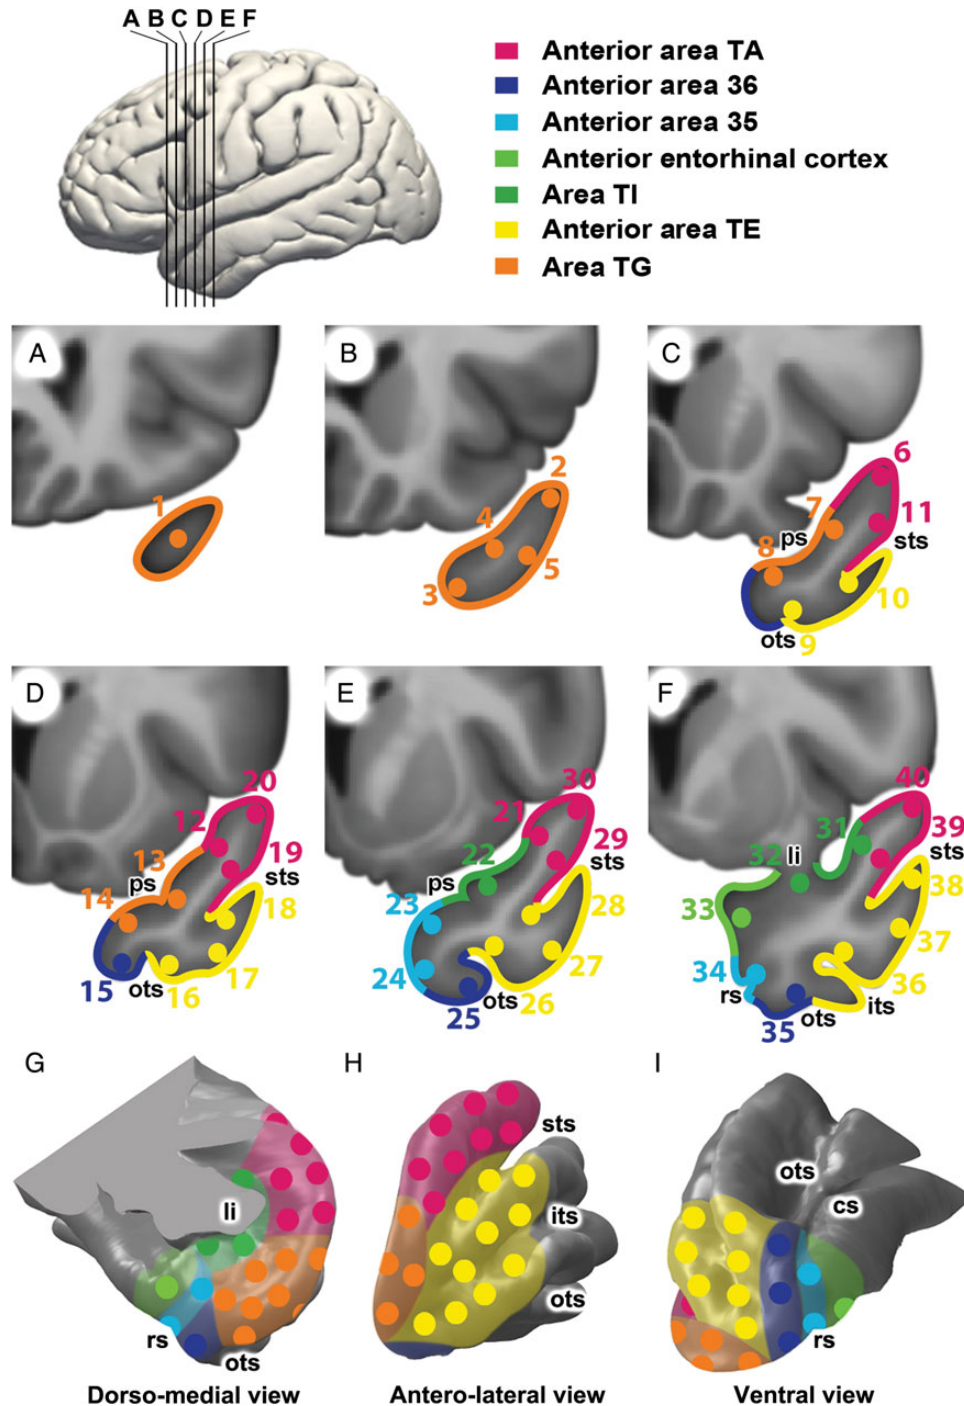 A B C D E F
Anterior area TA
Anterior area 36
Anterior area 35
Anterior entorhinal cortex
Area TI
Anterior area TE
Area TG
A
1
B
2
4
3
5
C
6
7
ps
11
8
sts
10
ots
9
D
20
12
13
19
ps
sts
14
18
15
ots
16
17
E
30
21
29
22
sts
ps
23
28
24
27
ots
25
26
F
40
31
32
li
39
sts
33
38
37
34
rs
36
ots
its
35
G
li
rs
ots
Dorso-medial view
H
sts
its
ots
Antero-lateral view
I
ots
cs
rs
Ventral view